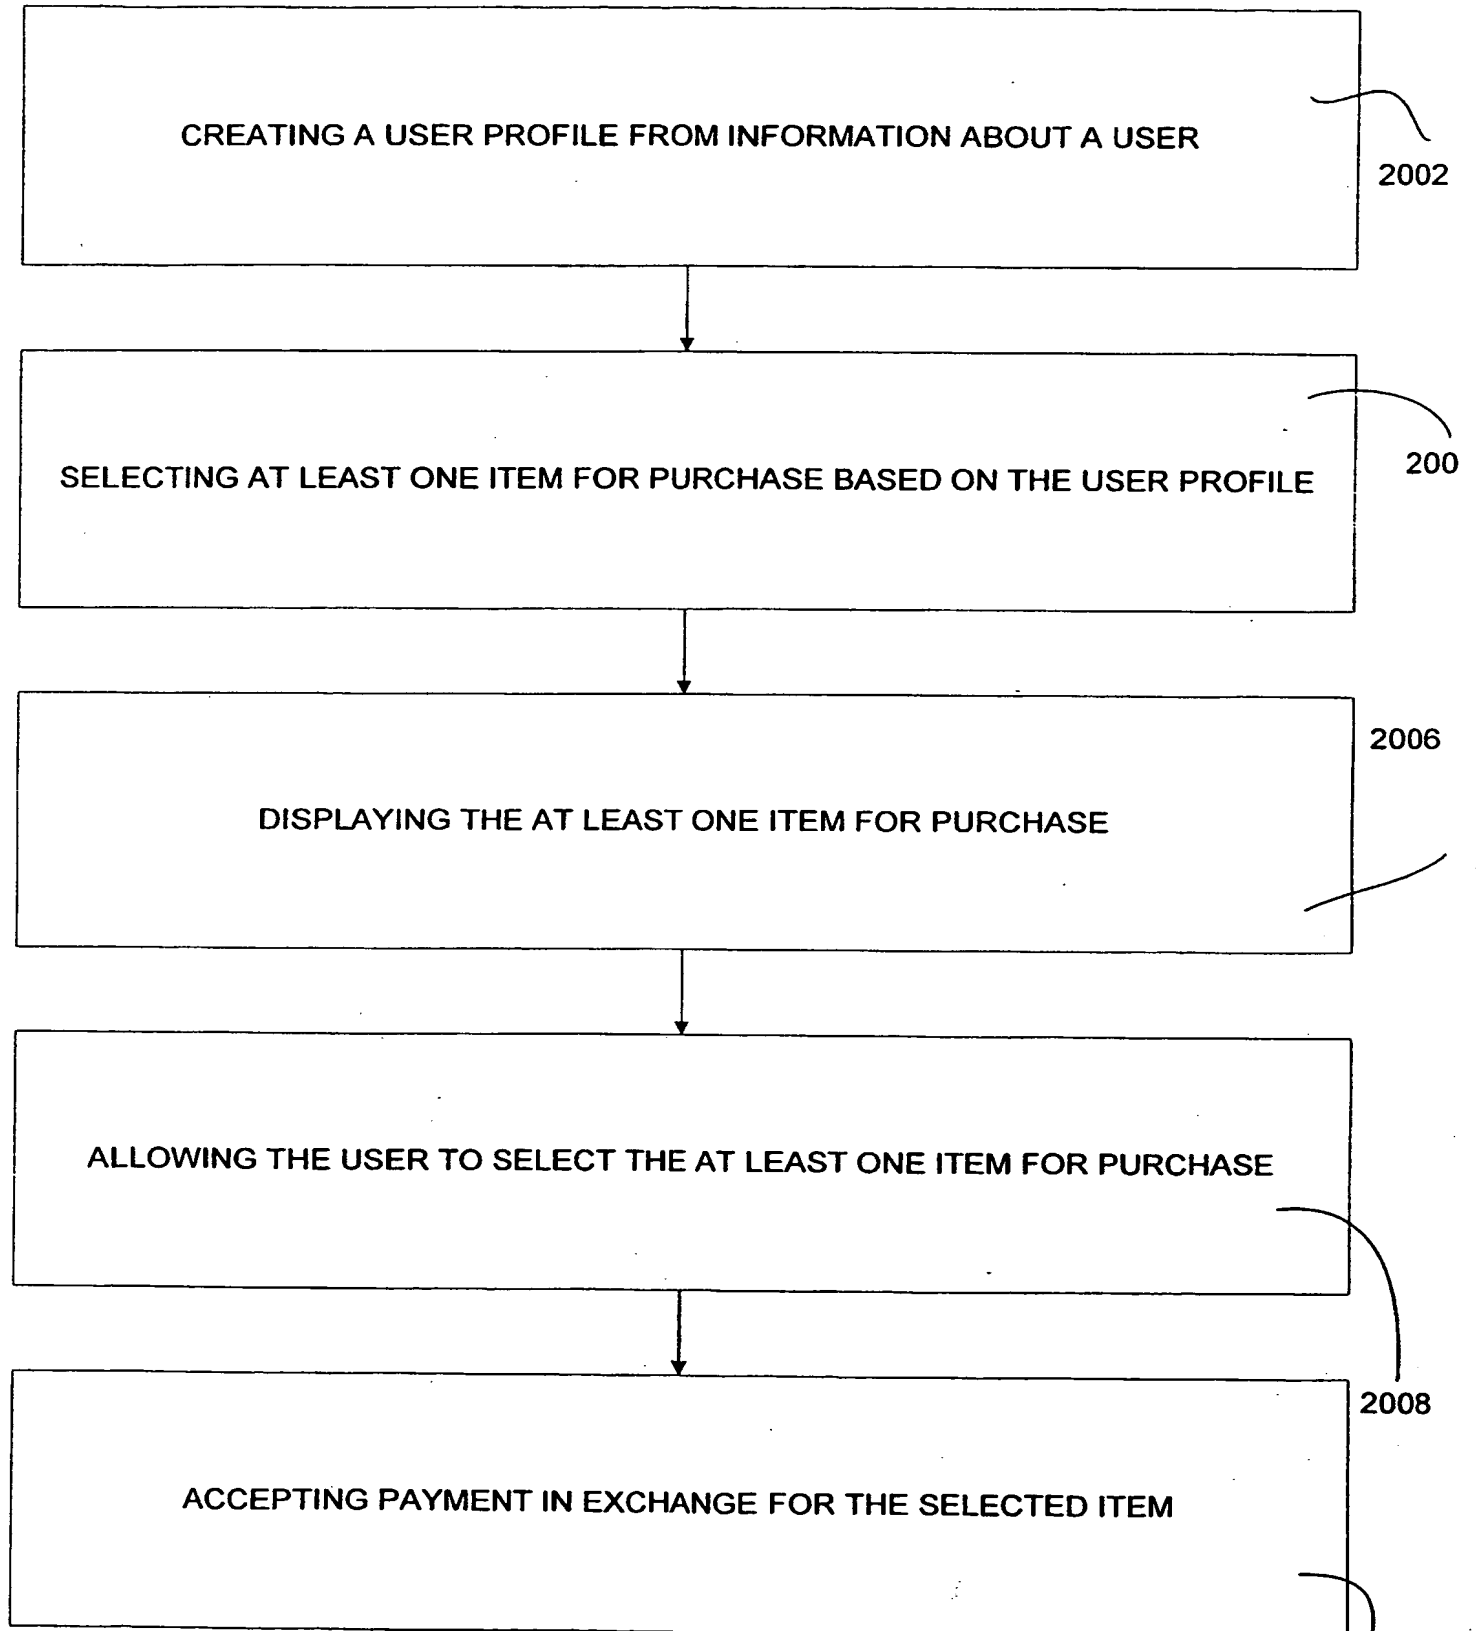 CREATING A USER PROFILE FROM INFORMATION ABOUT A USER
2002
SELECTING AT LEAST ONE ITEM FOR PURCHASE BASED ON THE USER PROFILE
200
2006
DISPLAYING THE AT LEAST ONE ITEM FOR PURCHASE
ALLOWING THE USER TO SELECT THE AT LEAST ONE ITEM FOR PURCHASE
2008
ACCEPTING PAYMENT IN EXCHANGE FOR THE SELECTED ITEM